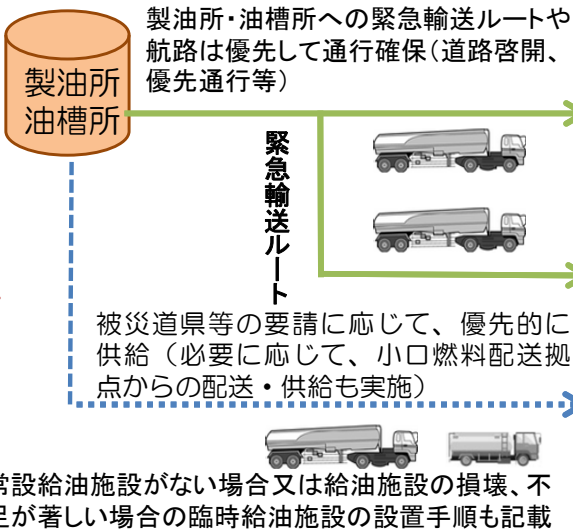 製油所・油槽所への緊急輸送ルートや
航路は優先して通行確保（道路啓開、
優先通行等）
製油所
油槽所
緊急輸送ルート
被災道県等の要請に応じて、優先的に
供給（必要に応じて、小口燃料配送拠
点からの配送・供給も実施）
常設給油施設がない場合又は給油施設の損壊、不
足が著しい場合の臨時給油施設の設置手順も記載